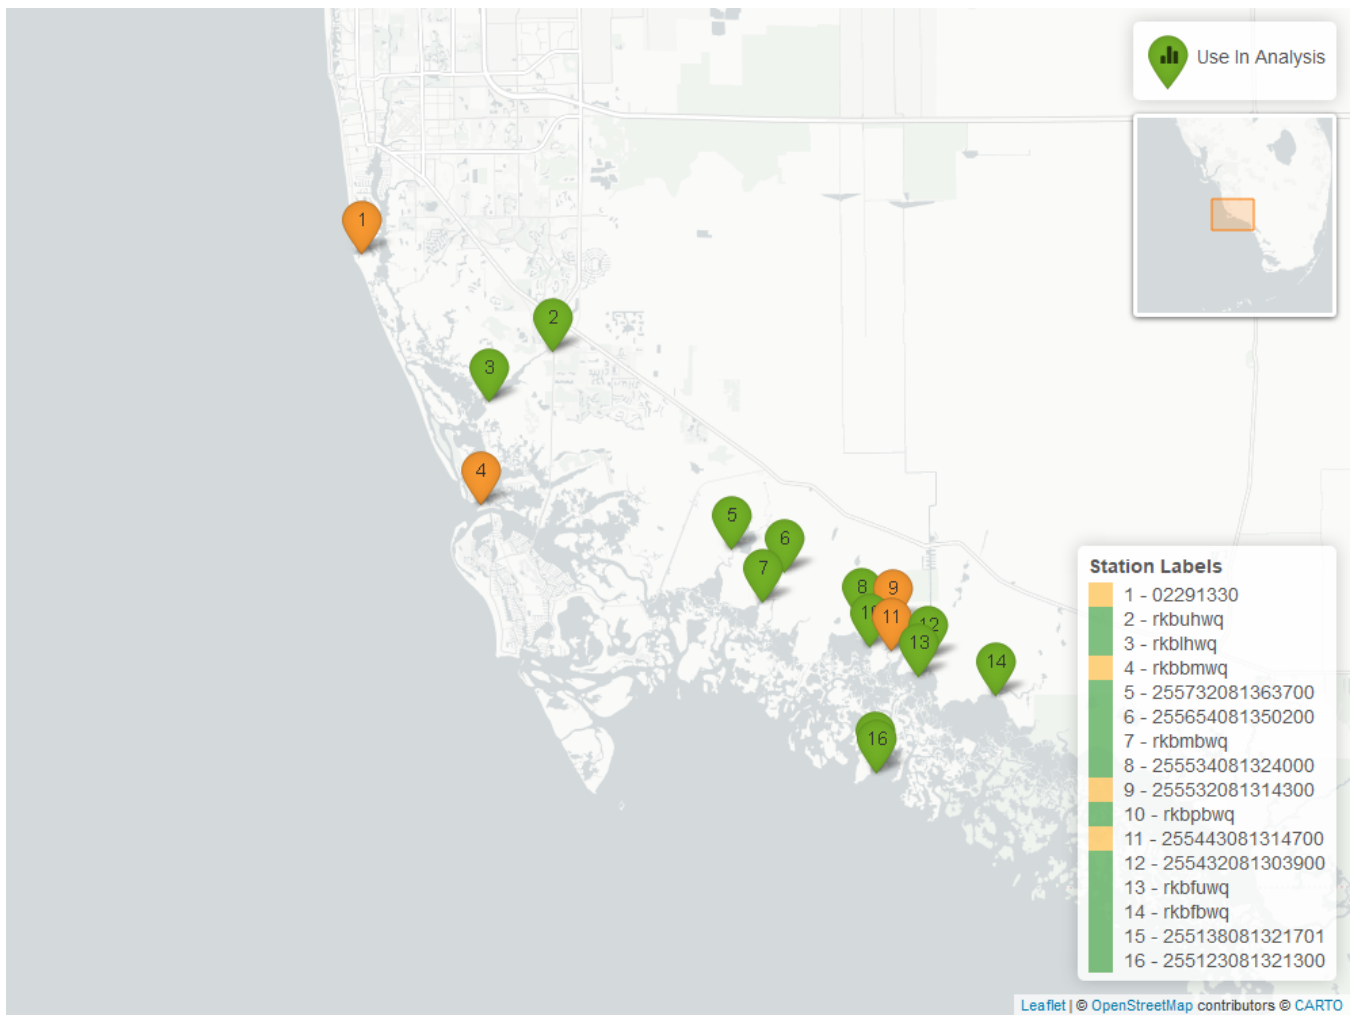 Use In Analysis
1
2
3
4
5
6
7
8
9
10
11
12
13
14
16
Station Labels
1 - 02291330
2 - rkbuhwq
3 - rkblhwq
4 - rkbbmwq
5 - 255732081363700
6 - 255654081350200
7 - rkbmbwq
8 - 255534081324000
9 - 255532081314300
10 - rkbpbwq
11 - 255443081314700
12 - 255432081303900
13 - rkbfuwq
14 - rkbfbwq
15 - 255138081321701
16 - 255123081321300
Leaflet | © OpenStreetMap contributors © CARTO